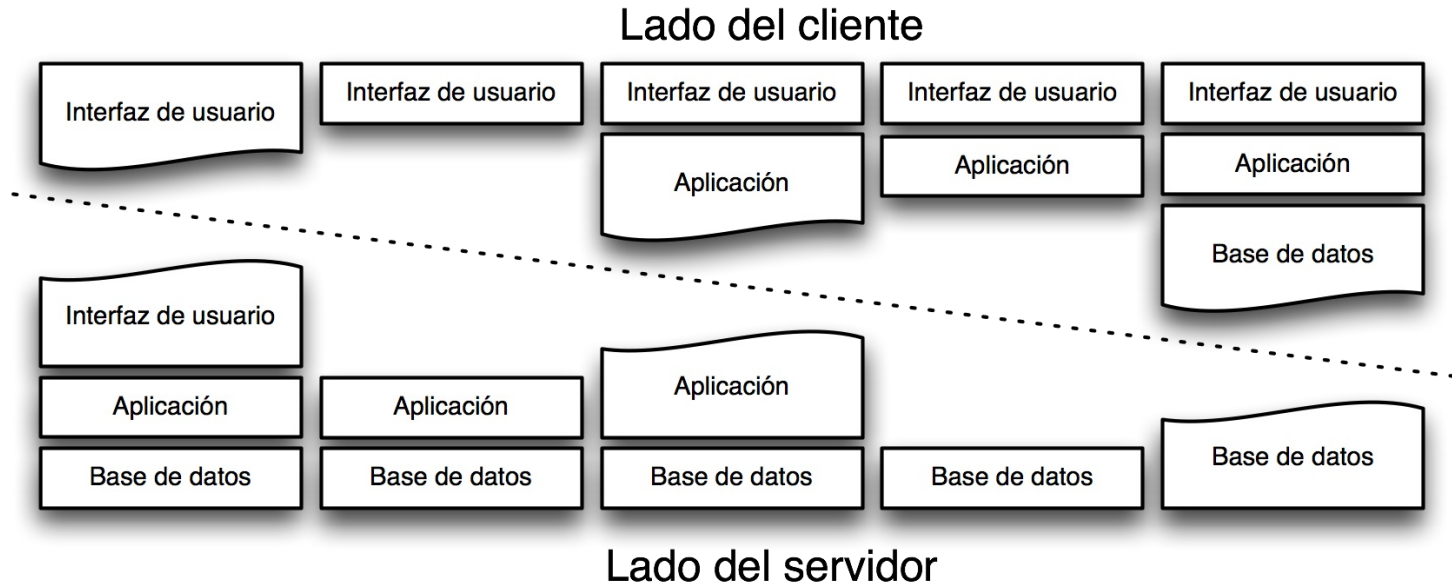 Lado del cliente
Interfaz de usuario
Interfaz de usuario
Interfaz de usuario
Interfaz de usuario
Interfaz de usuario
Aplicación
Aplicación
Aplicación
Base de datos
Interfaz de usuario
Aplicación
Aplicación
Aplicación
Base de datos
Base de datos
Base de datos
Base de datos
Base de datos
Lado del servidor